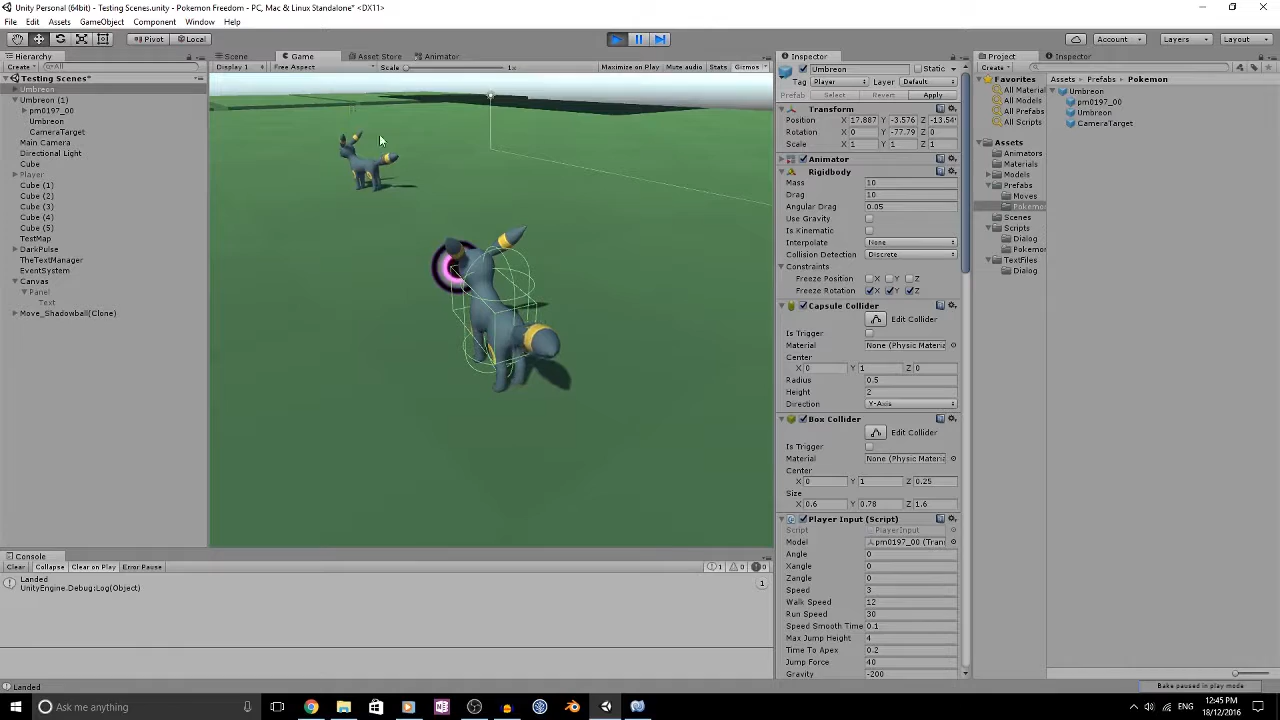 Unity Personal (64bit) - Testing Scenes.unity - Pokemon Freedom - PC, Mac & Linux Standalone* <DX11>
File Edit Assets GameObject Component Window Help
Pivot Local Account Layers Layout
Hierarchy
Create All
Testing Scenes*
Umbreon
Umbreon (1)
pm0197_00
Umbreon
CameraTarget
Main Camera
Directional Light
Cube
Player
Cube (1)
Cube (2)
Cube (3)
Cube (4)
Cube (5)
TestMap
DarkPulse
TheTextManager
EventSystem
Canvas
Panel
Text
Move_Shadowball(Clone)
Scene Game Asset Store Animator
Display 1 Free Aspect Scale 1x Maximize on Play Mute audio Stats Gizmos
Inspector
Umbreon Static
Tag Player Layer Default
Prefab Select Revert Apply
Transform
Position X 17.887 Y -3.576 Z -13.54
Rotation X 0 Y -77.79 Z 0
Scale X 1 Y 1 Z 1
Animator
Rigidbody
Mass 10
Drag 10
Angular Drag 0.05
Use Gravity
Is Kinematic
Interpolate None
Collision Detection Discrete
Constraints
Freeze Position X Y Z
Freeze Rotation X Y Z
Capsule Collider
Edit Collider
Is Trigger
Material None (Physic Materia
Center
X 0 Y 1 Z 0
Radius 0.5
Height 2
Direction Y-Axis
Box Collider
Edit Collider
Is Trigger
Material None (Physic Materia
Center
X 0 Y 1 Z 0.25
Size
X 0.6 Y 0.78 Z 1.6
Player Input (Script)
Script PlayerInput
Model pm0197_00 (Tran
Angle 0
Xangle 0
Zangle 0
Speed 3
Walk Speed 12
Run Speed 30
Speed Smooth Time 0.1
Max Jump Height 4
Time To Apex 0.2
Jump Force 40
Gravity -200
Project Inspector
Create
Favorites
All Material
All Models
All Prefabs
All Scripts
Assets
Animators
Materials
Models
Prefabs
Moves
Pokemon
Scenes
Scripts
Dialog
Pokemon
TextFiles
Dialog
Assets Prefabs Pokemon
Umbreon
pm0197_00
Umbreon
CameraTarget
Console
Clear Collapse Clear on Play Error Pause 1 0 0
Landed
UnityEngine.Debug:Log(Object)
1
Landed
Bake paused in play mode
Ask me anything
12:45 PM
18/12/2016